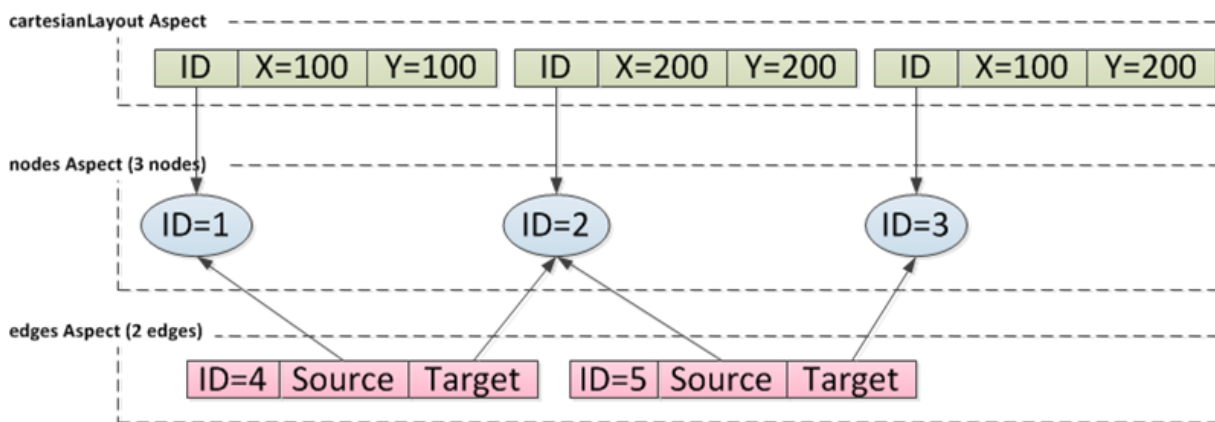 cartesianLayout Aspect
ID X=100 Y=100 ID X=200 Y=200 ID X=100 Y=200
nodes Aspect (3 nodes)
ID=1 ID=2 ID=3
edges Aspect (2 edges)
ID=4 Source Target ID=5 Source Target